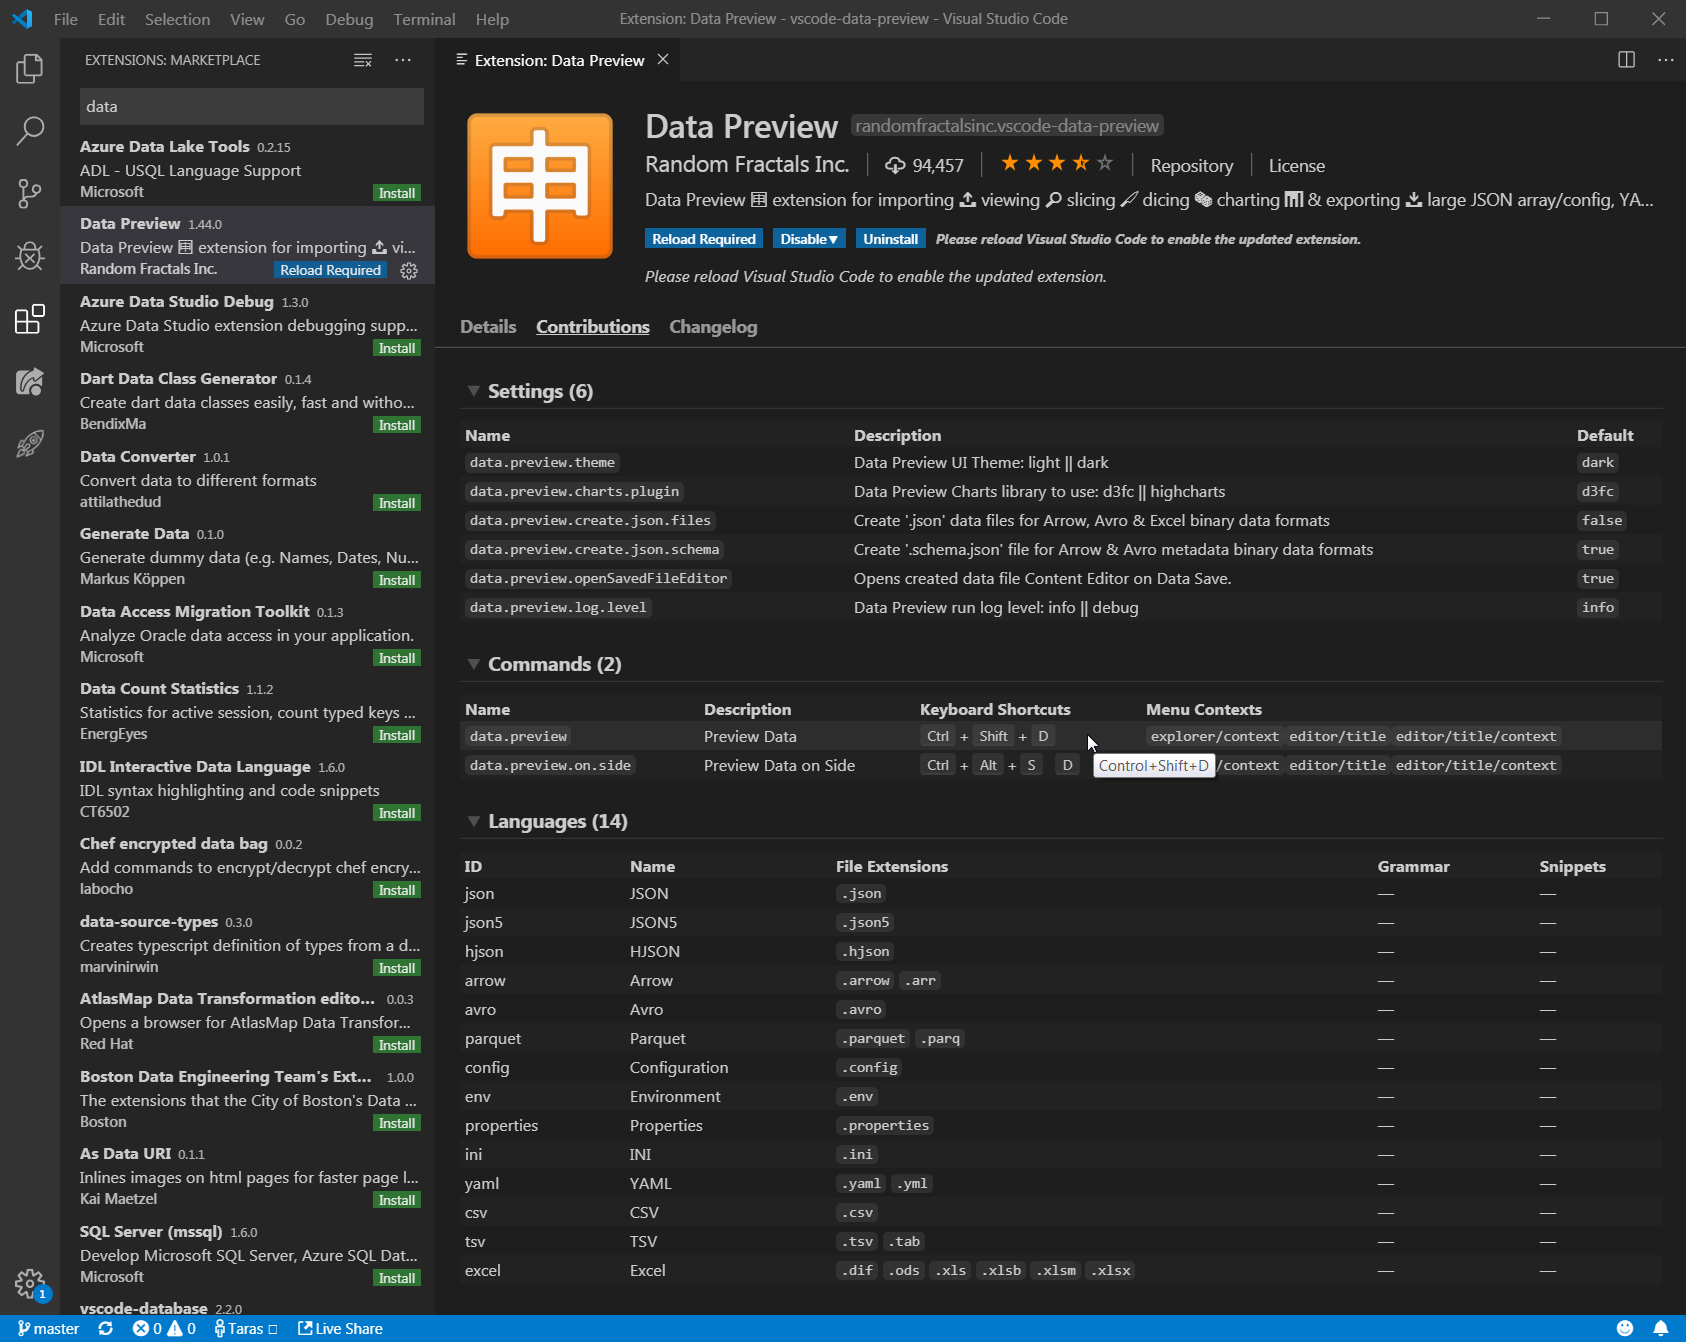 File Edit Selection View Go Debug Terminal Help
Extension: Data Preview - vscode-data-preview - Visual Studio Code
EXTENSIONS: MARKETPLACE
data
Azure Data Lake Tools 0.2.15
ADL - USQL Language Support
Microsoft Install
Data Preview 1.44.0
Data Preview extension for importing vi...
Random Fractals Inc. Reload Required
Azure Data Studio Debug 1.3.0
Azure Data Studio extension debugging supp...
Microsoft Install
Dart Data Class Generator 0.1.4
Create dart data classes easily, fast and witho...
BendixMa Install
Data Converter 1.0.1
Convert data to different formats
attilathedud Install
Generate Data 0.1.0
Generate dummy data (e.g. Names, Dates, Nu...
Markus Köppen Install
Data Access Migration Toolkit 0.1.3
Analyze Oracle data access in your application.
Microsoft Install
Data Count Statistics 1.1.2
Statistics for active session, count typed keys ...
EnergEyes Install
IDL Interactive Data Language 1.6.0
IDL syntax highlighting and code snippets
CT6502 Install
Chef encrypted data bag 0.0.2
Add commands to encrypt/decrypt chef encry...
labocho Install
data-source-types 0.3.0
Creates typescript definition of types from a d...
marvinirwin Install
AtlasMap Data Transformation edito... 0.0.3
Opens a browser for AtlasMap Data Transfor...
Red Hat Install
Boston Data Engineering Team's Ext... 1.0.0
The extensions that the City of Boston's Data ...
Boston Install
As Data URI 0.1.1
Inlines images on html pages for faster page l...
Kai Maetzel Install
SQL Server (mssql) 1.6.0
Develop Microsoft SQL Server, Azure SQL Dat...
Microsoft Install
vscode-database 2.2.0
1
Extension: Data Preview
申
Data Preview randomfractalsinc.vscode-data-preview
Random Fractals Inc. 94,457 Repository License
Data Preview extension for importing viewing slicing dicing charting & exporting large JSON array/config, YA...
Reload Required Disable Uninstall Please reload Visual Studio Code to enable the updated extension.
Please reload Visual Studio Code to enable the updated extension.
Details Contributions Changelog
Settings (6)
Name Description Default
data.preview.theme Data Preview UI Theme: light || dark dark
data.preview.charts.plugin Data Preview Charts library to use: d3fc || highcharts d3fc
data.preview.create.json.files Create '.json' data files for Arrow, Avro & Excel binary data formats false
data.preview.create.json.schema Create '.schema.json' file for Arrow & Avro metadata binary data formats true
data.preview.openSavedFileEditor Opens created data file Content Editor on Data Save. true
data.preview.log.level Data Preview run log level: info || debug info
Commands (2)
Name Description Keyboard Shortcuts Menu Contexts
data.preview Preview Data Ctrl + Shift + D explorer/context editor/title editor/title/context
data.preview.on.side Preview Data on Side Ctrl + Alt + S D /context editor/title editor/title/context
Control+Shift+D
Languages (14)
ID Name File Extensions Grammar Snippets
json JSON .json — —
json5 JSON5 .json5 — —
hjson HJSON .hjson — —
arrow Arrow .arrow .arr — —
avro Avro .avro — —
parquet Parquet .parquet .parq — —
config Configuration .config — —
env Environment .env — —
properties Properties .properties — —
ini INI .ini — —
yaml YAML .yaml .yml — —
csv CSV .csv — —
tsv TSV .tsv .tab — —
excel Excel .dif .ods .xls .xlsb .xlsm .xlsx — —
master 0 0 Taras Live Share